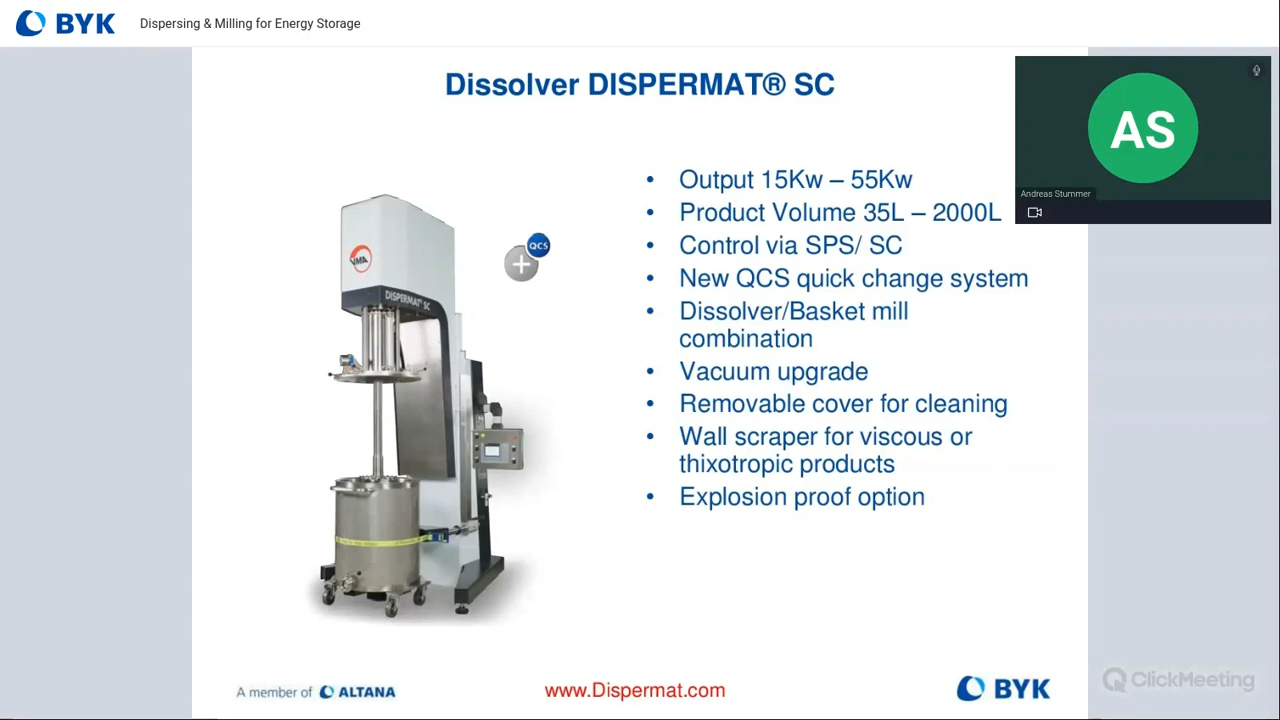 BYK
Dispersing & Milling for Energy Storage
Dissolver DISPERMAT® SC
AS
Andreas Stummer
• Output 15Kw – 55Kw
• Product Volume 35L – 2000L
• Control via SPS/ SC
• New QCS quick change system
• Dissolver/Basket mill
combination
• Vacuum upgrade
• Removable cover for cleaning
• Wall scraper for viscous or
thixotropic products
• Explosion proof option
QCS
VMA
DISPERMAT® SC
A member of ALTANA
www.Dispermat.com
BYK
ClickMeeting